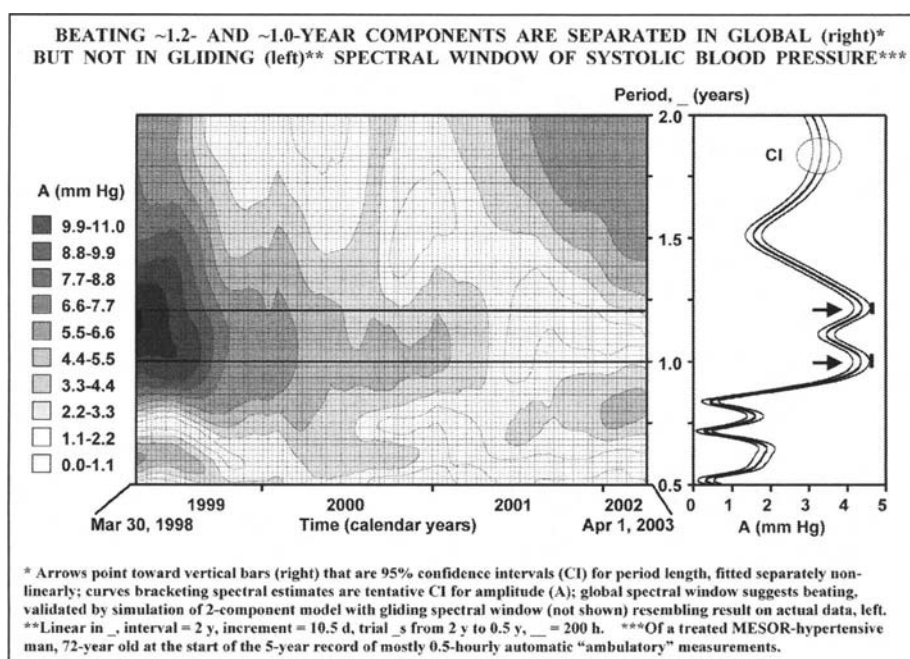 BEATING ~1.2- AND ~1.0-YEAR COMPONENTS ARE SEPARATED IN GLOBAL (right)*
BUT NOT IN GLIDING (left)** SPECTRAL WINDOW OF SYSTOLIC BLOOD PRESSURE***
Period, _ (years)
A (mm Hg)
9.9-11.0
8.8-9.9
7.7-8.8
6.6-7.7
5.5-6.6
4.4-5.5
3.3-4.4
2.2-3.3
1.1-2.2
0.0-1.1
2.0
1.5
1.0
0.5
CI
1999 2000 2001 2002
Mar 30, 1998 Time (calendar years) Apr 1, 2003
0 1 2 3 4 5
A (mm Hg)
* Arrows point toward vertical bars (right) that are 95% confidence intervals (CI) for period length, fitted separately non-
linearly; curves bracketing spectral estimates are tentative CI for amplitude (A); global spectral window suggests beating,
validated by simulation of 2-component model with gliding spectral window (not shown) resembling result on actual data, left.
**Linear in _, interval = 2 y, increment = 10.5 d, trial _s from 2 y to 0.5 y, __ = 200 h. ***Of a treated MESOR-hypertensive
man, 72-year old at the start of the 5-year record of mostly 0.5-hourly automatic “ambulatory” measurements.